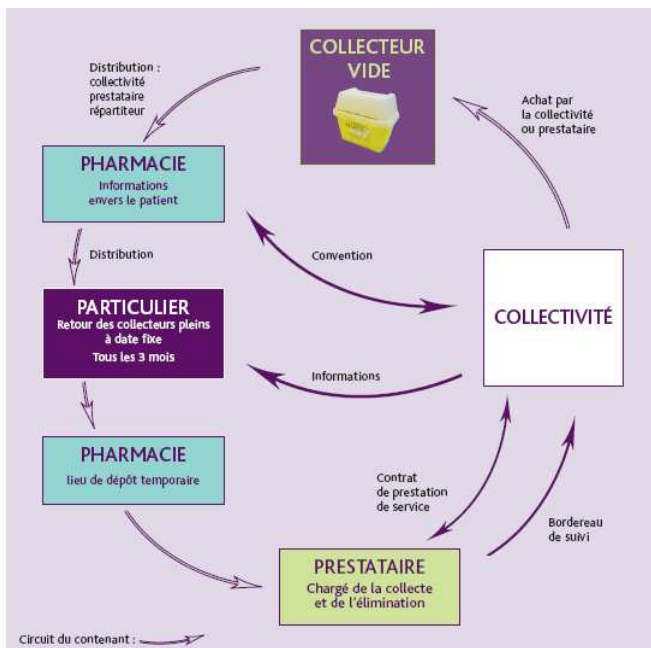 COLLECTEUR
VIDE
Distribution :
collectivité
prestataire
répartiteur
Achat par
la collectivité
ou prestataire
PHARMACIE
Informations
envers le patient
Distribution
Convention
PARTICULIER
Retour des collecteurs pleins
à date fixe
Tous les 3 mois
COLLECTIVITÉ
Informations
PHARMACIE
lieu de dépôt temporaire
Contrat
de prestation
de service
Bordereau
de suivi
PRESTATAIRE
Chargé de la collecte
et de l'élimination
Circuit du contenant :